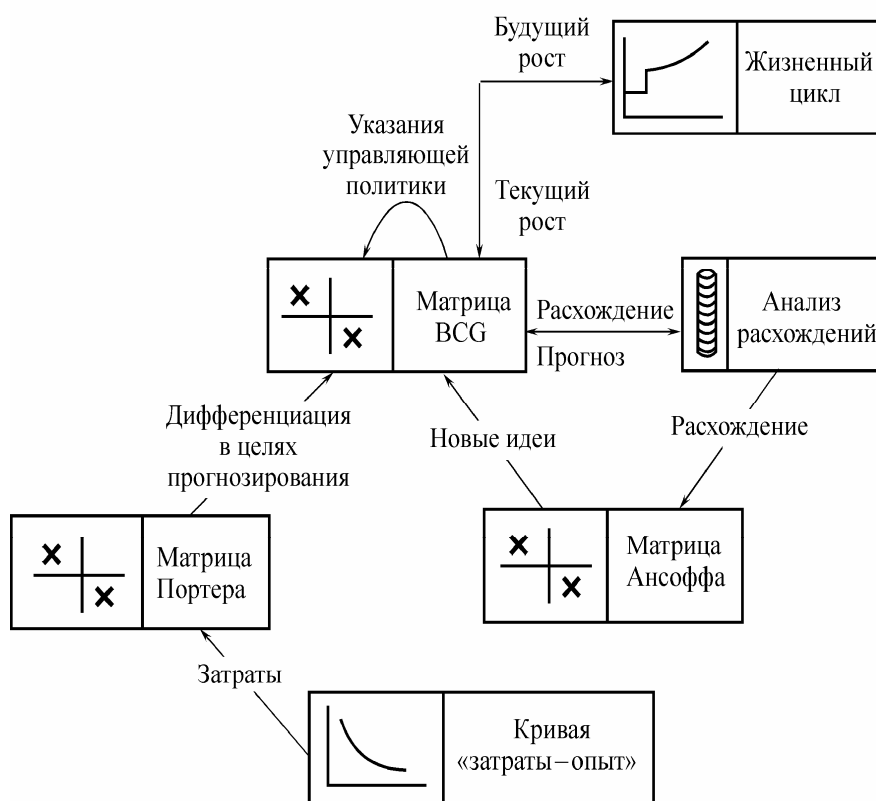 Будущий
рост
Жизненный
цикл
Указания
управляющей
политики
Текущий
рост
Матрица
BCG
Расхождение
Прогноз
Анализ
расхождений
Дифференциация
в целях
прогнозирования
Новые идеи
Расхождение
Матрица
Портера
Матрица
Ансоффа
Затраты
Кривая
«затраты–опыт»